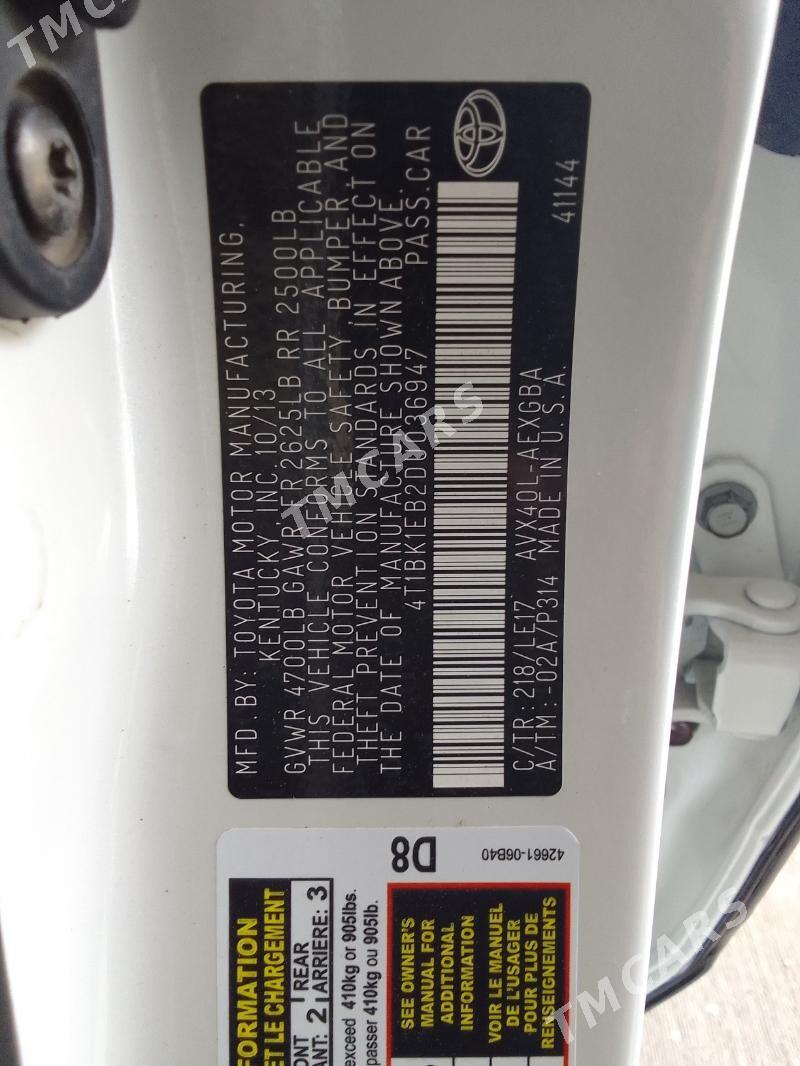 MFD.BY: TOYOTA MOTOR MANUFACTURING,
KENTUCKY, INC. 10/13
GVWR 4700LB GAWR FR 2625LB RR 2500LB
THIS VEHICLE CONFORMS TO ALL APPLICABLE
FEDERAL MOTOR VEHICLE SAFETY, BUMPER, AND
THEFT PREVENTION STANDARDS IN EFFECT ON
THE DATE OF MANUFACTURE SHOWN ABOVE.
PASS.CAR
C/TR:218/LE17 AVX40L-AEXGBA
A/TM:-02A/P314 MADE IN U.S.A.
41144
D8
42661-06B40
FORMATION
ET LE CHARGEMENT
REAR
ARRIERE: 3
ANT: 2
exceed 410kg or 905lbs.
passer 410kg ou 905lb.
SEE OWNER'S
MANUAL FOR
ADDITIONAL
INFORMATION
VOIR LE MANUEL
DE L'USAGER
POUR PLUS DE
RENSEIGNEMENTS
TMCARS
TMCARS
TMCARS